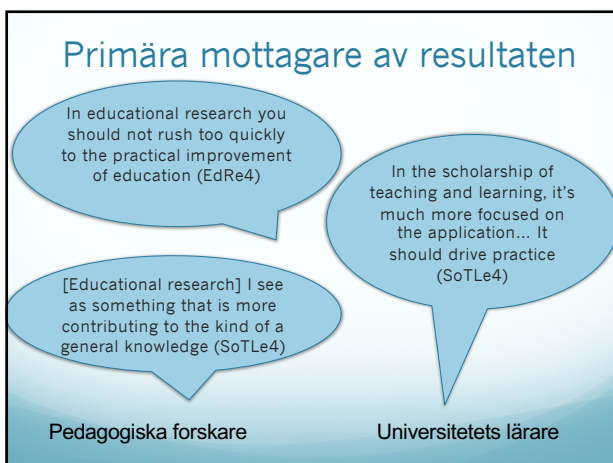 Primära mottagare av resultaten
In educational research you
should not rush too quickly
to the practical improvement
of education (EdRe4)
In the scholarship of
teaching and learning, it’s
much more focused on
the application... It
should drive practice
(SoTLe4)
[Educational research] I see
as something that is more
contributing to the kind of a
general knowledge (SoTLe4)
Pedagogiska forskare
Universitetets lärare